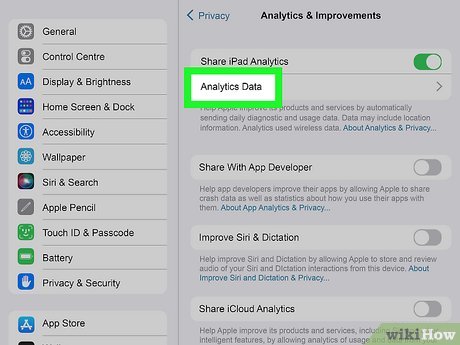 Privacy
Analytics & Improvements
General
Control Centre
Display & Brightness
Home Screen & Dock
Accessibility
Wallpaper
Siri & Search
Apple Pencil
Touch ID & Passcode
Battery
Privacy & Security
App Store
Share iPad Analytics
Analytics Data
Help Apple improve its products and services by automatically
sending daily diagnostic and usage data. Data may include location
information. Analytics uses wireless data. About Analytics & Privacy...
Share With App Developer
Help app developers improve their apps by allowing Apple to share
crash data as well as statistics about how you use their apps with
them. About App Analytics & Privacy...
Improve Siri & Dictation
Help improve Siri and Dictation by allowing Apple to store and review
audio of your Siri and Dictation interactions from this device. About
Improve Siri and Dictation & Privacy...
Share iCloud Analytics
Help Apple improve its products and services, including
by allowing analytics of usage and
wikiHow